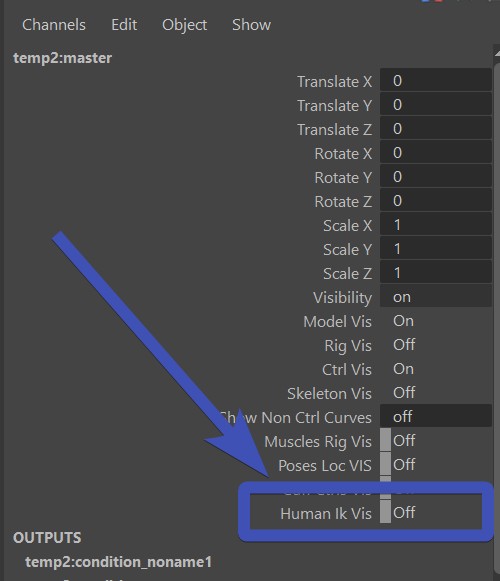 Channels Edit Object Show
temp2:master
Translate X 0
Translate Y 0
Translate Z 0
Rotate X 0
Rotate Y 0
Rotate Z 0
Scale X 1
Scale Y 1
Scale Z 1
Visibility on
Model Vis On
Rig Vis Off
Ctrl Vis On
Skeleton Vis Off
Non Ctrl Curves off
Muscles Rig Vis Off
Poses Loc VIS Off
Human Ik Vis Off
OUTPUTS
temp2:condition_noname1